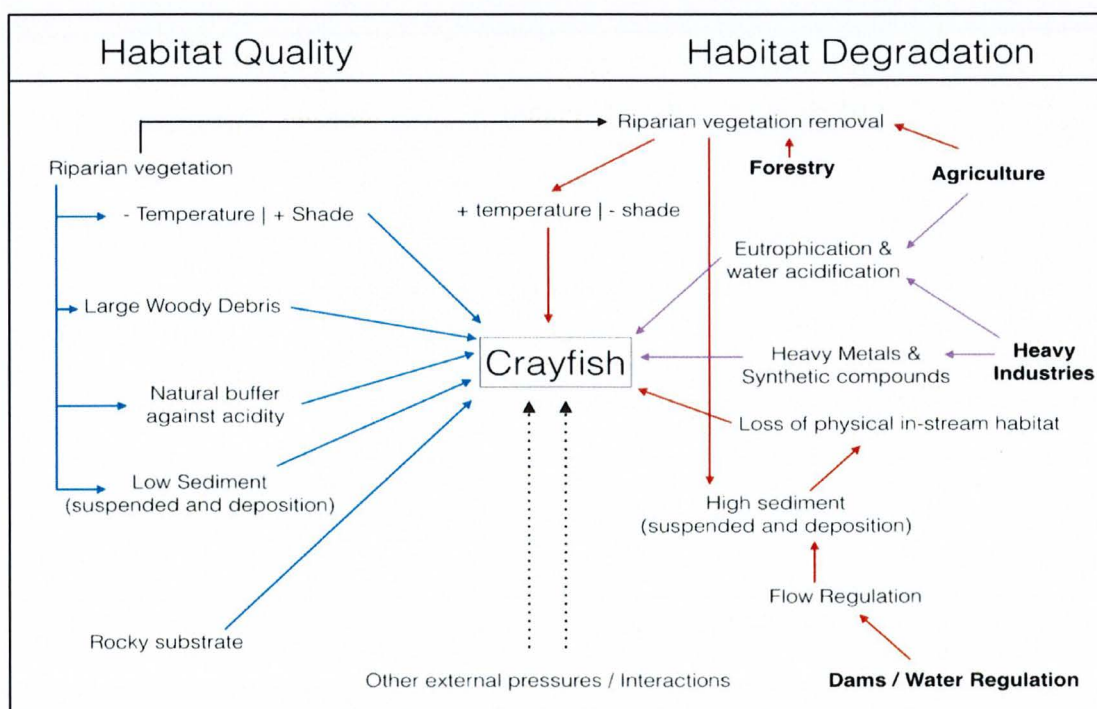 Habitat Quality
Habitat Degradation
Riparian vegetation removal
Riparian vegetation
Forestry
Agriculture
- Temperature | + Shade
+ temperature | - shade
Eutrophication &
water acidification
Large Woody Debris
Crayfish
Heavy Metals &
Synthetic compounds
Heavy
Industries
Natural buffer
against acidity
Loss of physical in-stream habitat
Low Sediment
(suspended and deposition)
High sediment
(suspended and deposition)
Flow Regulation
Rocky substrate
Other external pressures / Interactions
Dams / Water Regulation